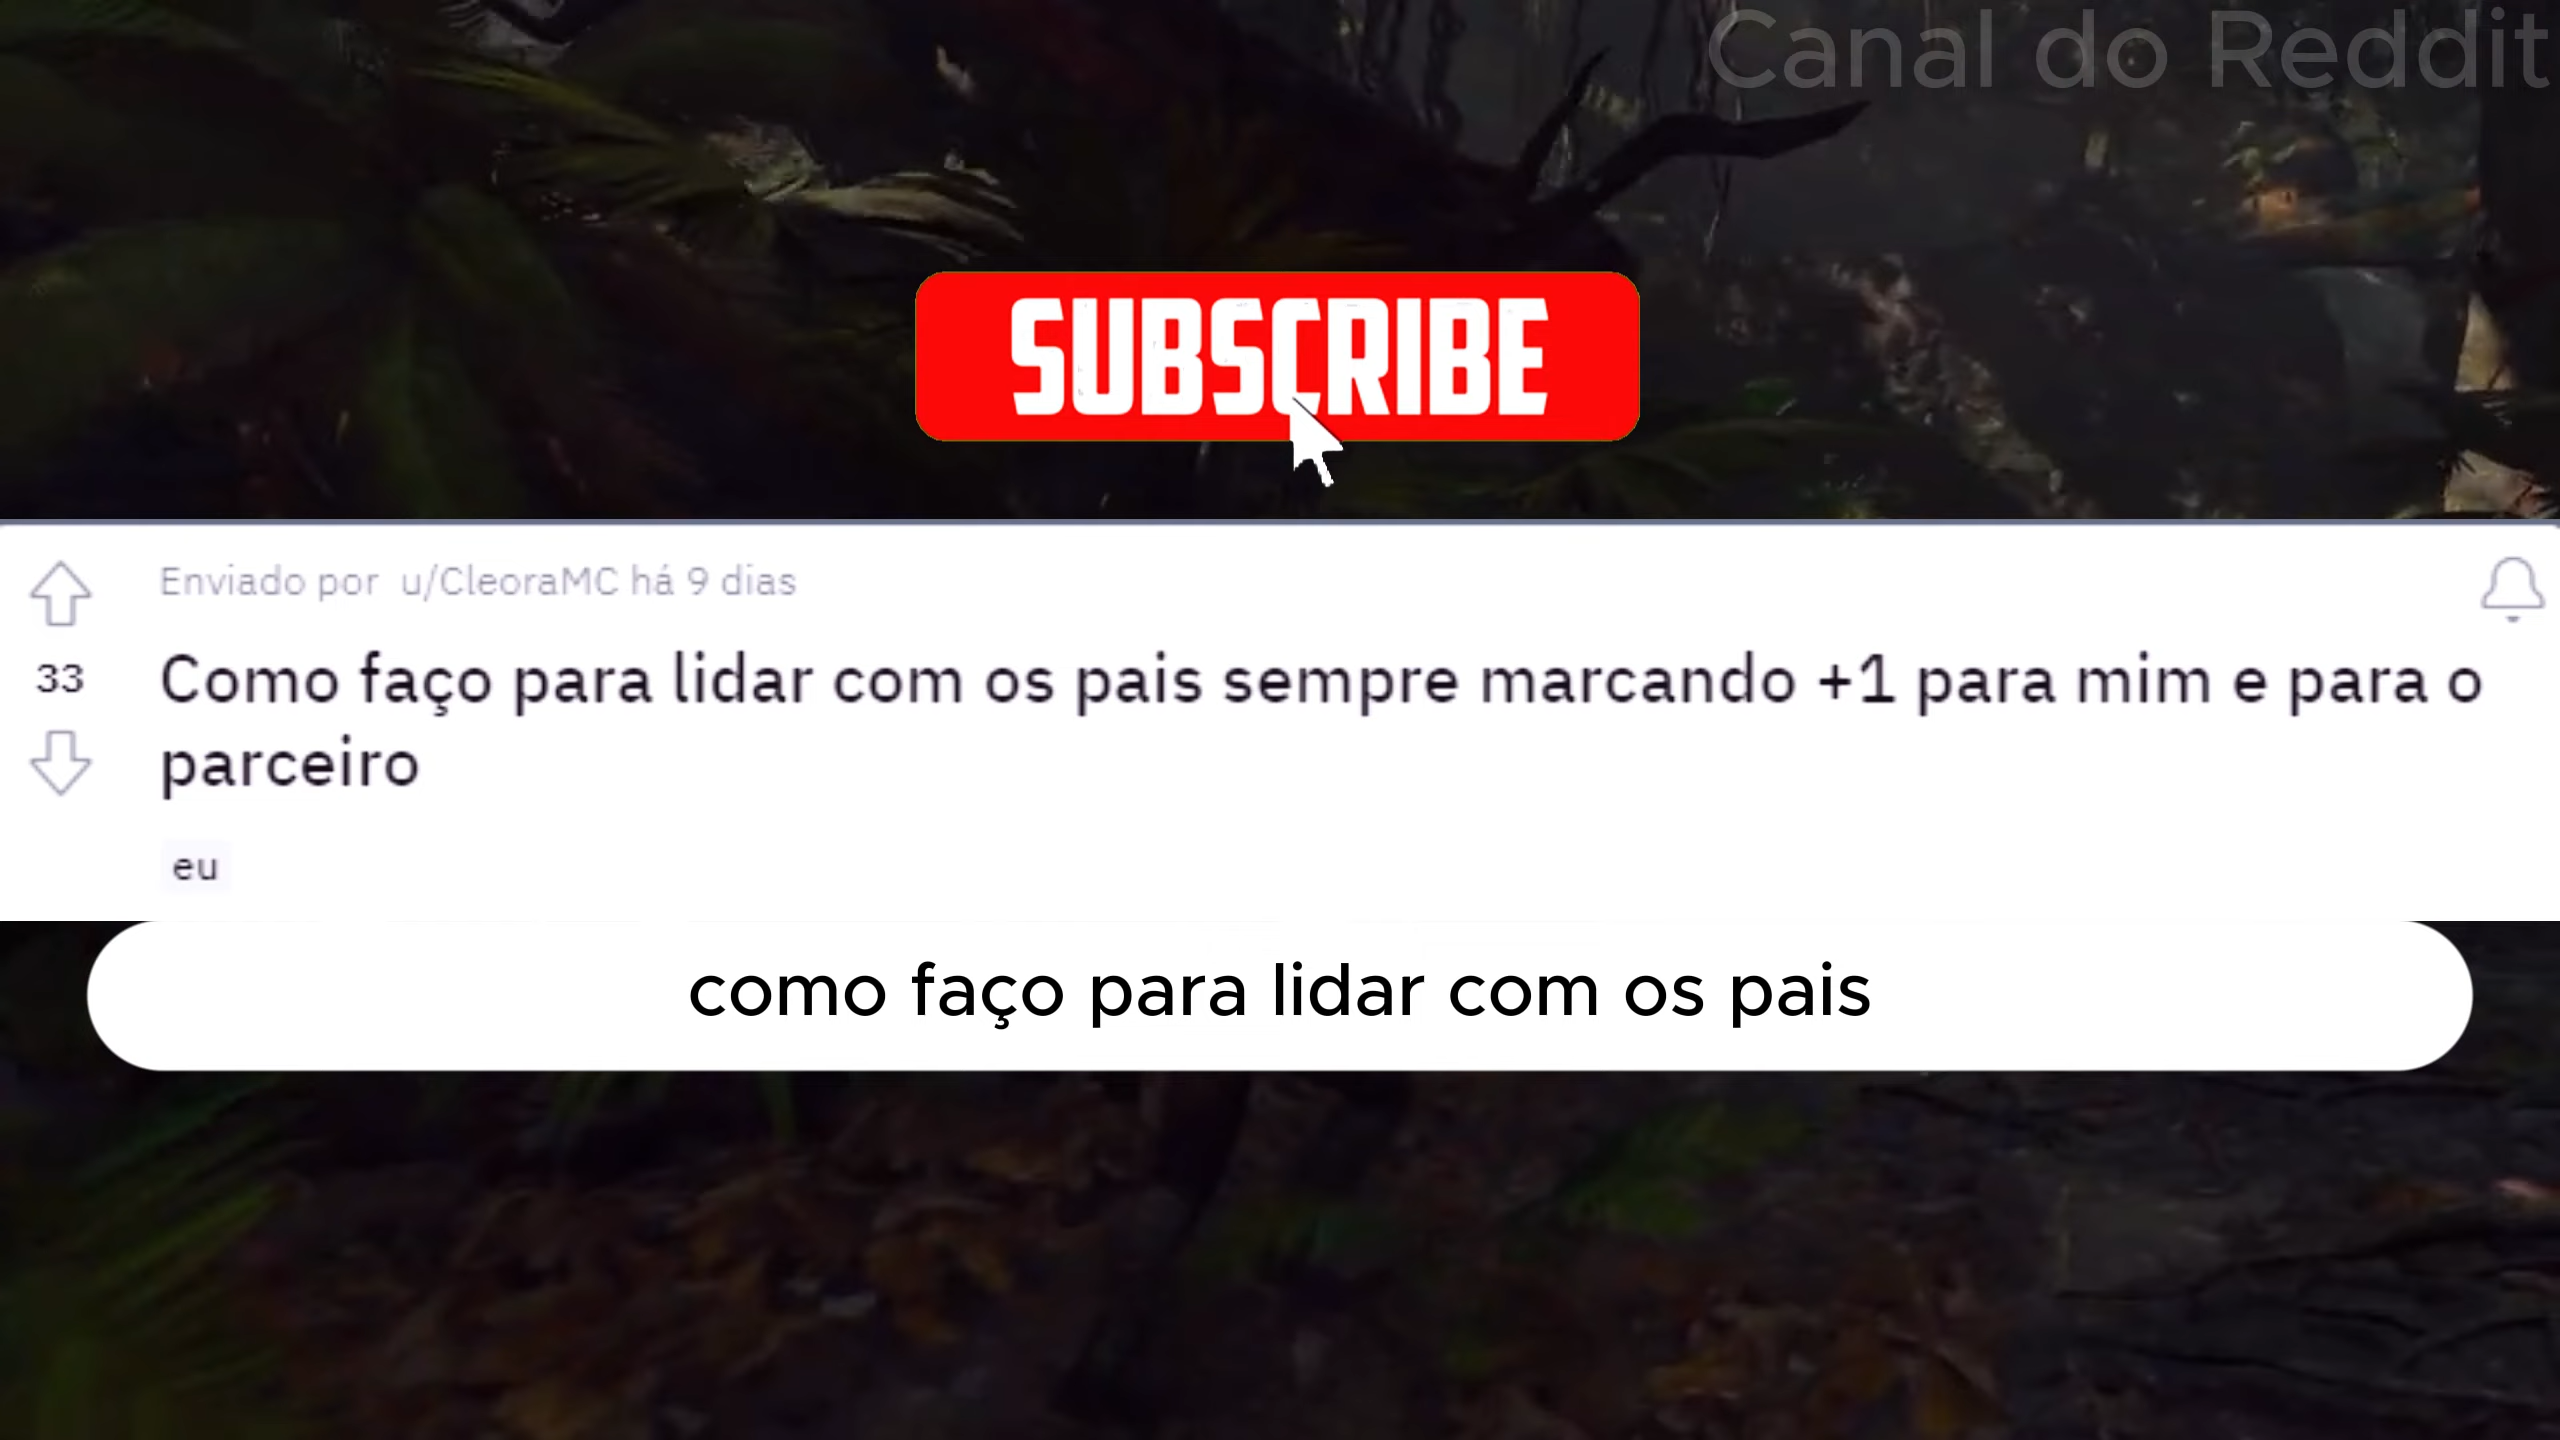 Canal do Reddit
SUBSCRIBE
Enviado por u/CleoraMC há 9 dias
33
Como faço para lidar com os pais sempre marcando +1 para mim e para o
parceiro
eu
como faço para lidar com os pais